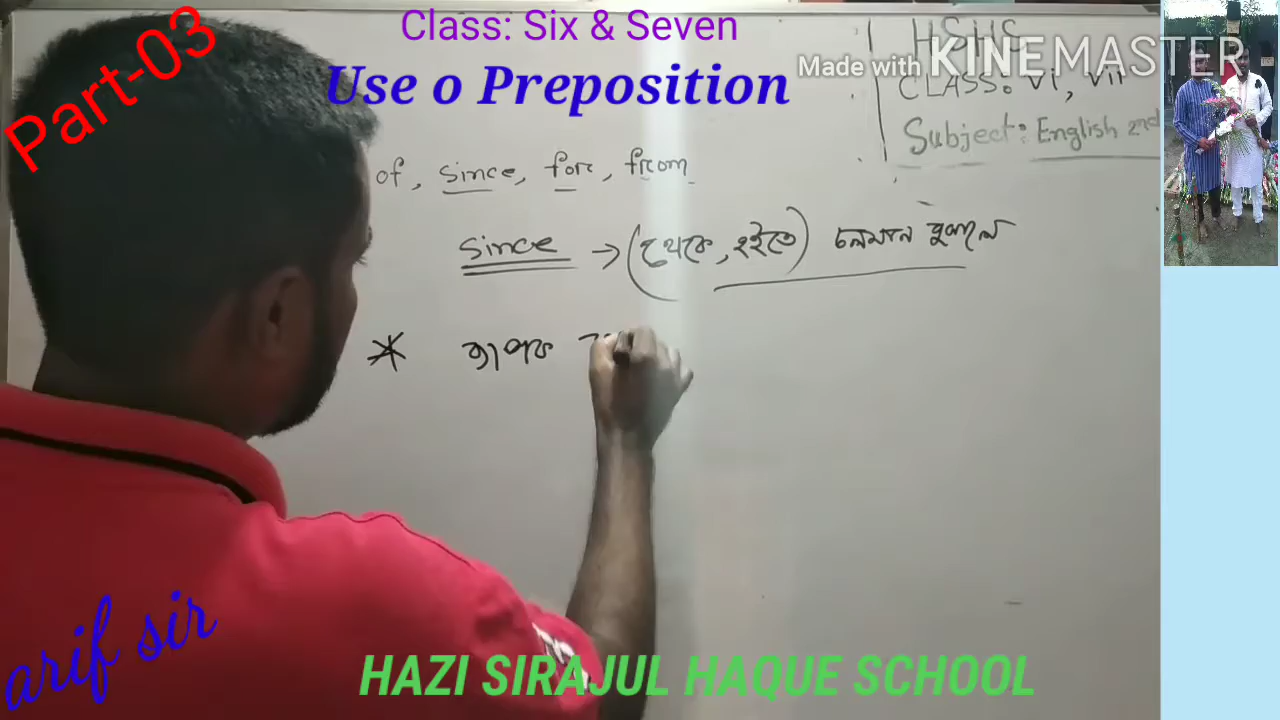 Part-03
Class: Six & Seven
Use o Preposition
Made with KINEMASTER
HSHS
CLASS: vi, vii
Subject: English 2nd
of, since, for, from
since → (থেকে, হইতে) চলমান বুঝালে
* ব্যাপক
arif sir
HAZI SIRAJUL HAQUE SCHOOL